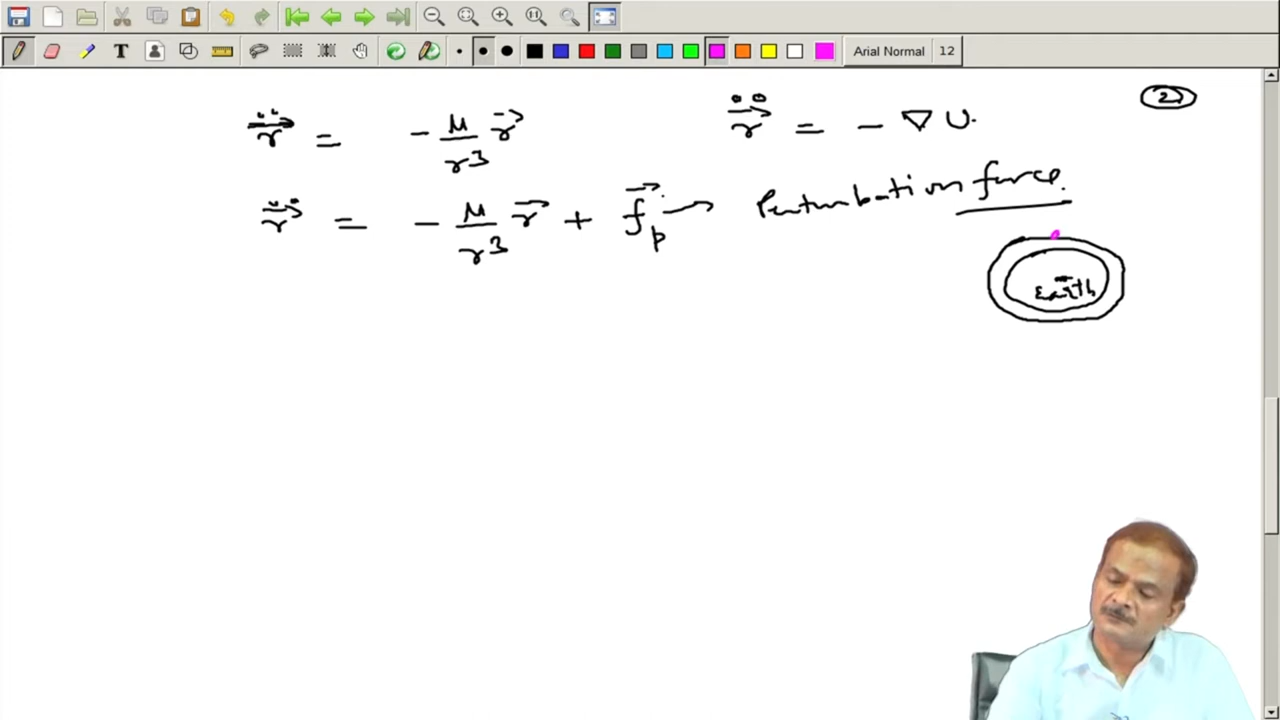 T Arial Normal 12
②
r̈⃗ = - μ/r³ r⃗    r̈⃗ = - ∇U.
r̈⃗ = - μ/r³ r⃗ + f⃗p → Perturbation force.
Earth